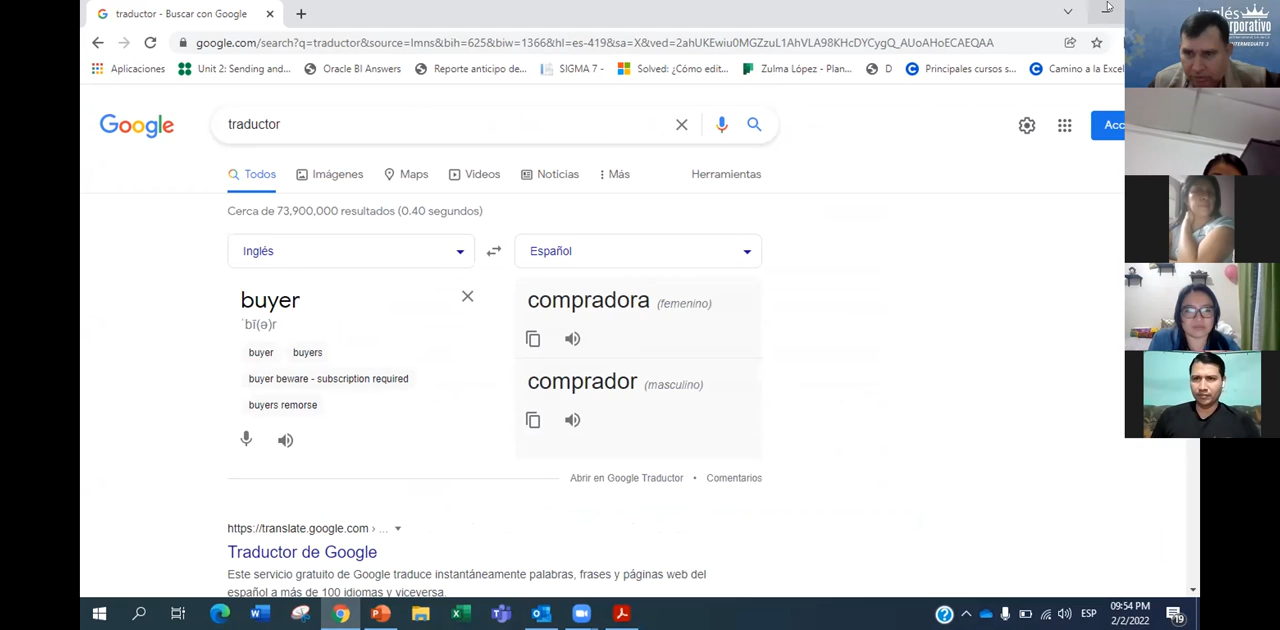 traductor - Buscar con Google
google.com/search?q=traductor&source=lmns&bih=625&biw=1366&hl=es-419&sa=X&ved=2ahUKEwiu0MGZzuL1AhVLA98KHcDYCygQ_AUoAHoECAEQAA
Aplicaciones
Unit 2: Sending and...
Oracle BI Answers
Reporte anticipo de...
SIGMA 7 -
Solved: ¿Cómo edit...
Zulma López - Plan...
D
Principales cursos s...
Camino a la Excel
Inglés
orporativo
INTERMEDIATE 3
Google
traductor
Acc
Todos
Imágenes
Maps
Videos
Noticias
Más
Herramientas
Cerca de 73,900,000 resultados (0.40 segundos)
Inglés
Español
buyer
ˈbī(ə)r
buyer buyers
buyer beware - subscription required
buyers remorse
compradora (femenino)
comprador (masculino)
Abrir en Google Traductor • Comentarios
https://translate.google.com › ...
Traductor de Google
Este servicio gratuito de Google traduce instantáneamente palabras, frases y páginas web del
español a más de 100 idiomas y viceversa.
ESP
09:54 PM
2/2/2022
19